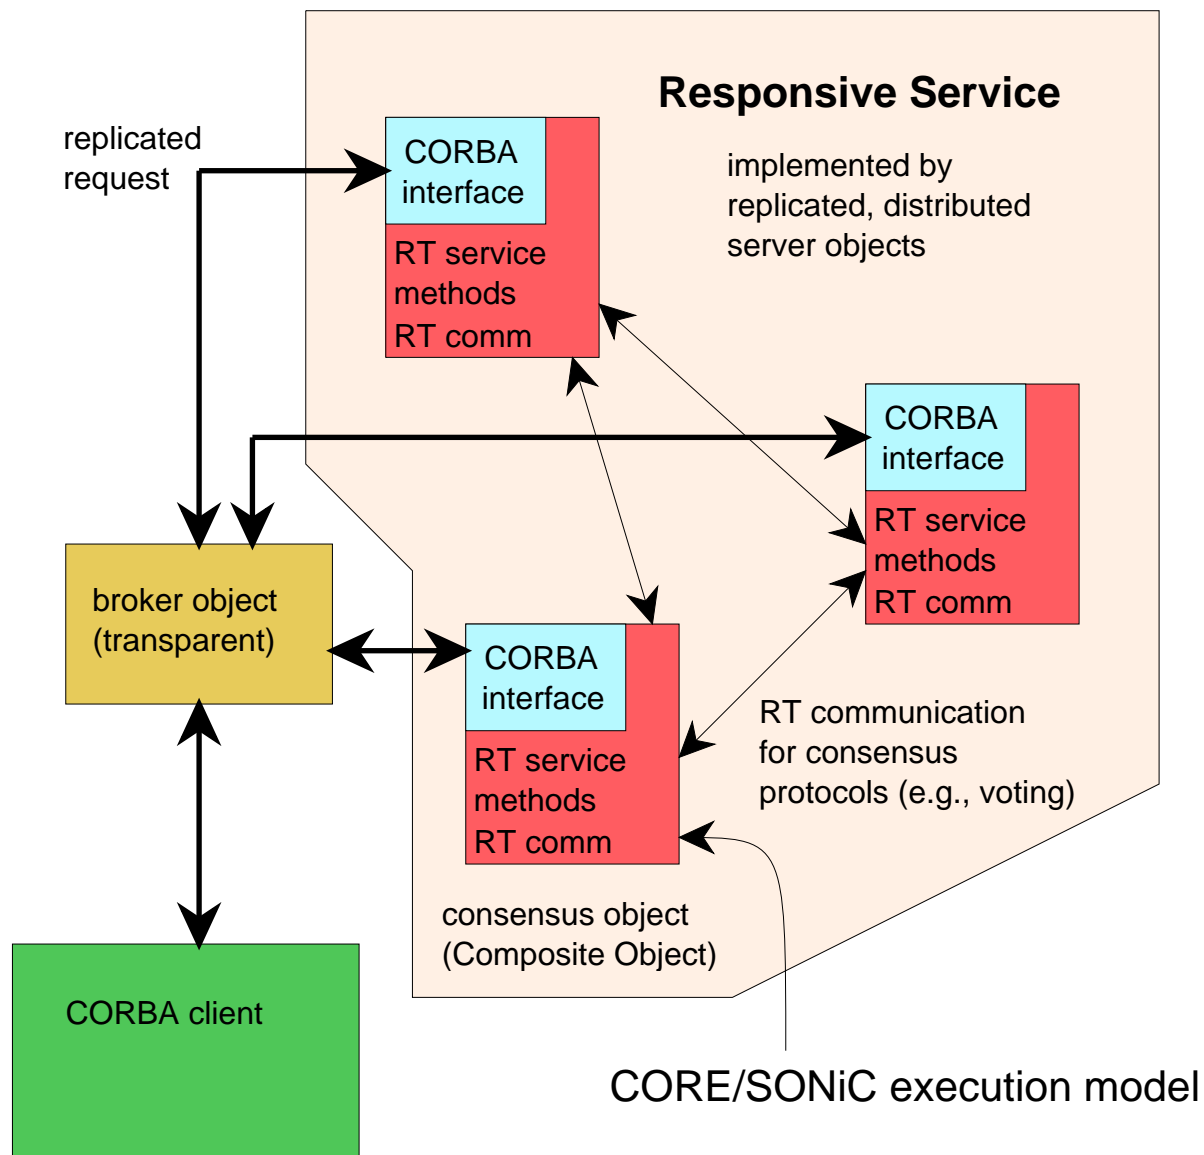 Responsive Service
replicated
request
CORBA
interface
RT service
methods
RT comm
implemented by
replicated, distributed
server objects
CORBA
interface
RT service
methods
RT comm
broker object
(transparent)
CORBA
interface
RT service
methods
RT comm
RT communication
for consensus
protocols (e.g., voting)
consensus object
(Composite Object)
CORBA client
CORE/SONiC execution model